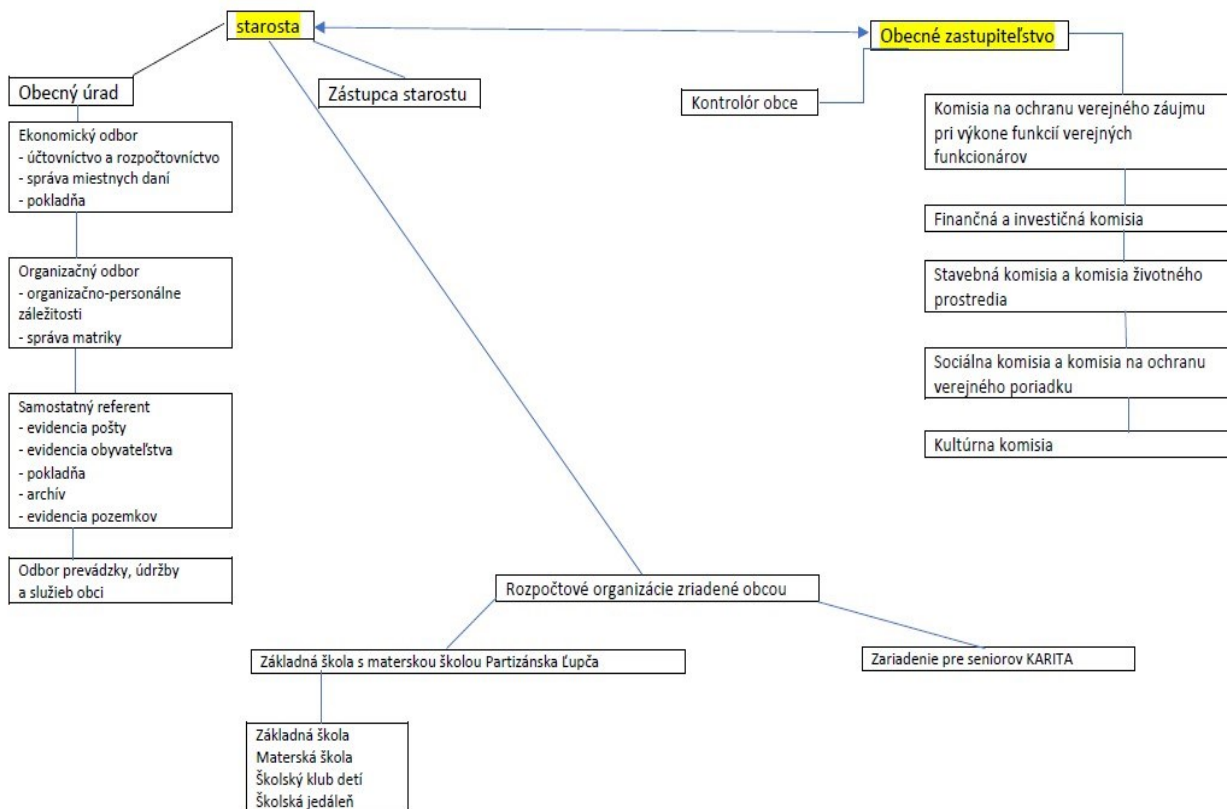 starosta
Obecné zastupiteľstvo
Obecný úrad
Zástupca starostu
Kontrolór obce
Ekonomický odbor
- účtovníctvo a rozpočtovníctvo
- správa miestnych daní
- pokladňa
Organizačný odbor
- organizačno-personálne
záležitosti
- správa matriky
Samostatný referent
- evidencia pošty
- evidencia obyvateľstva
- pokladňa
- archív
- evidencia pozemkov
Odbor prevádzky, údržby
a služieb obci
Komisia na ochranu verejného záujmu
pri výkone funkcií verejných
funkcionárov
Finančná a investičná komisia
Stavebná komisia a komisia životného
prostredia
Sociálna komisia a komisia na ochranu
verejného poriadku
Kultúrna komisia
Rozpočtové organizácie zriadené obcou
Základná škola s materskou školou Partizánska Ľupča
Zariadenie pre seniorov KARITA
Základná škola
Materská škola
Školský klub detí
Školská jedáleň